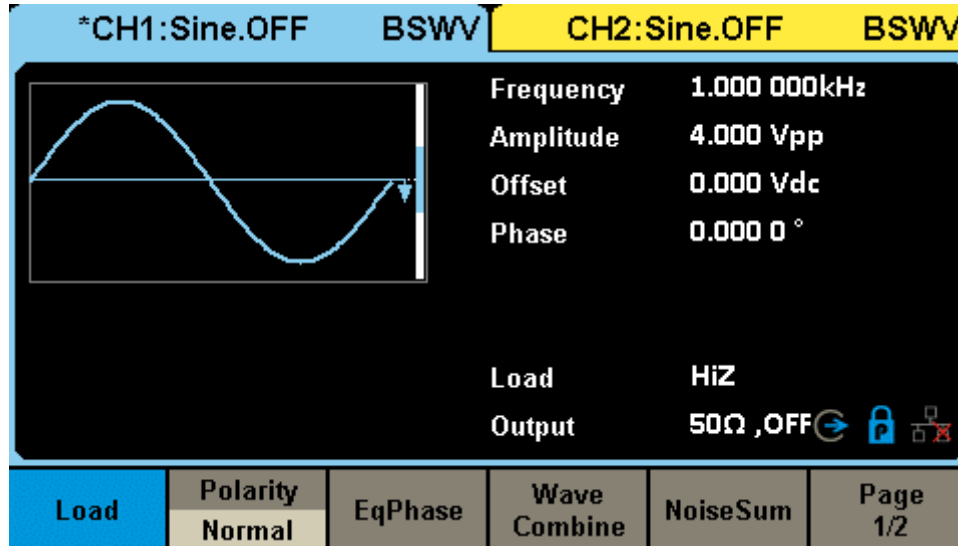 *CH1:Sine.OFF BSWV CH2:Sine.OFF BSWV
Frequency 1.000 000kHz
Amplitude 4.000 Vpp
Offset 0.000 Vdc
Phase 0.000 0 °
Load HiZ
Output 50Ω ,OFF P
Load
Polarity
Normal
EqPhase
Wave
Combine
NoiseSum
Page
1/2